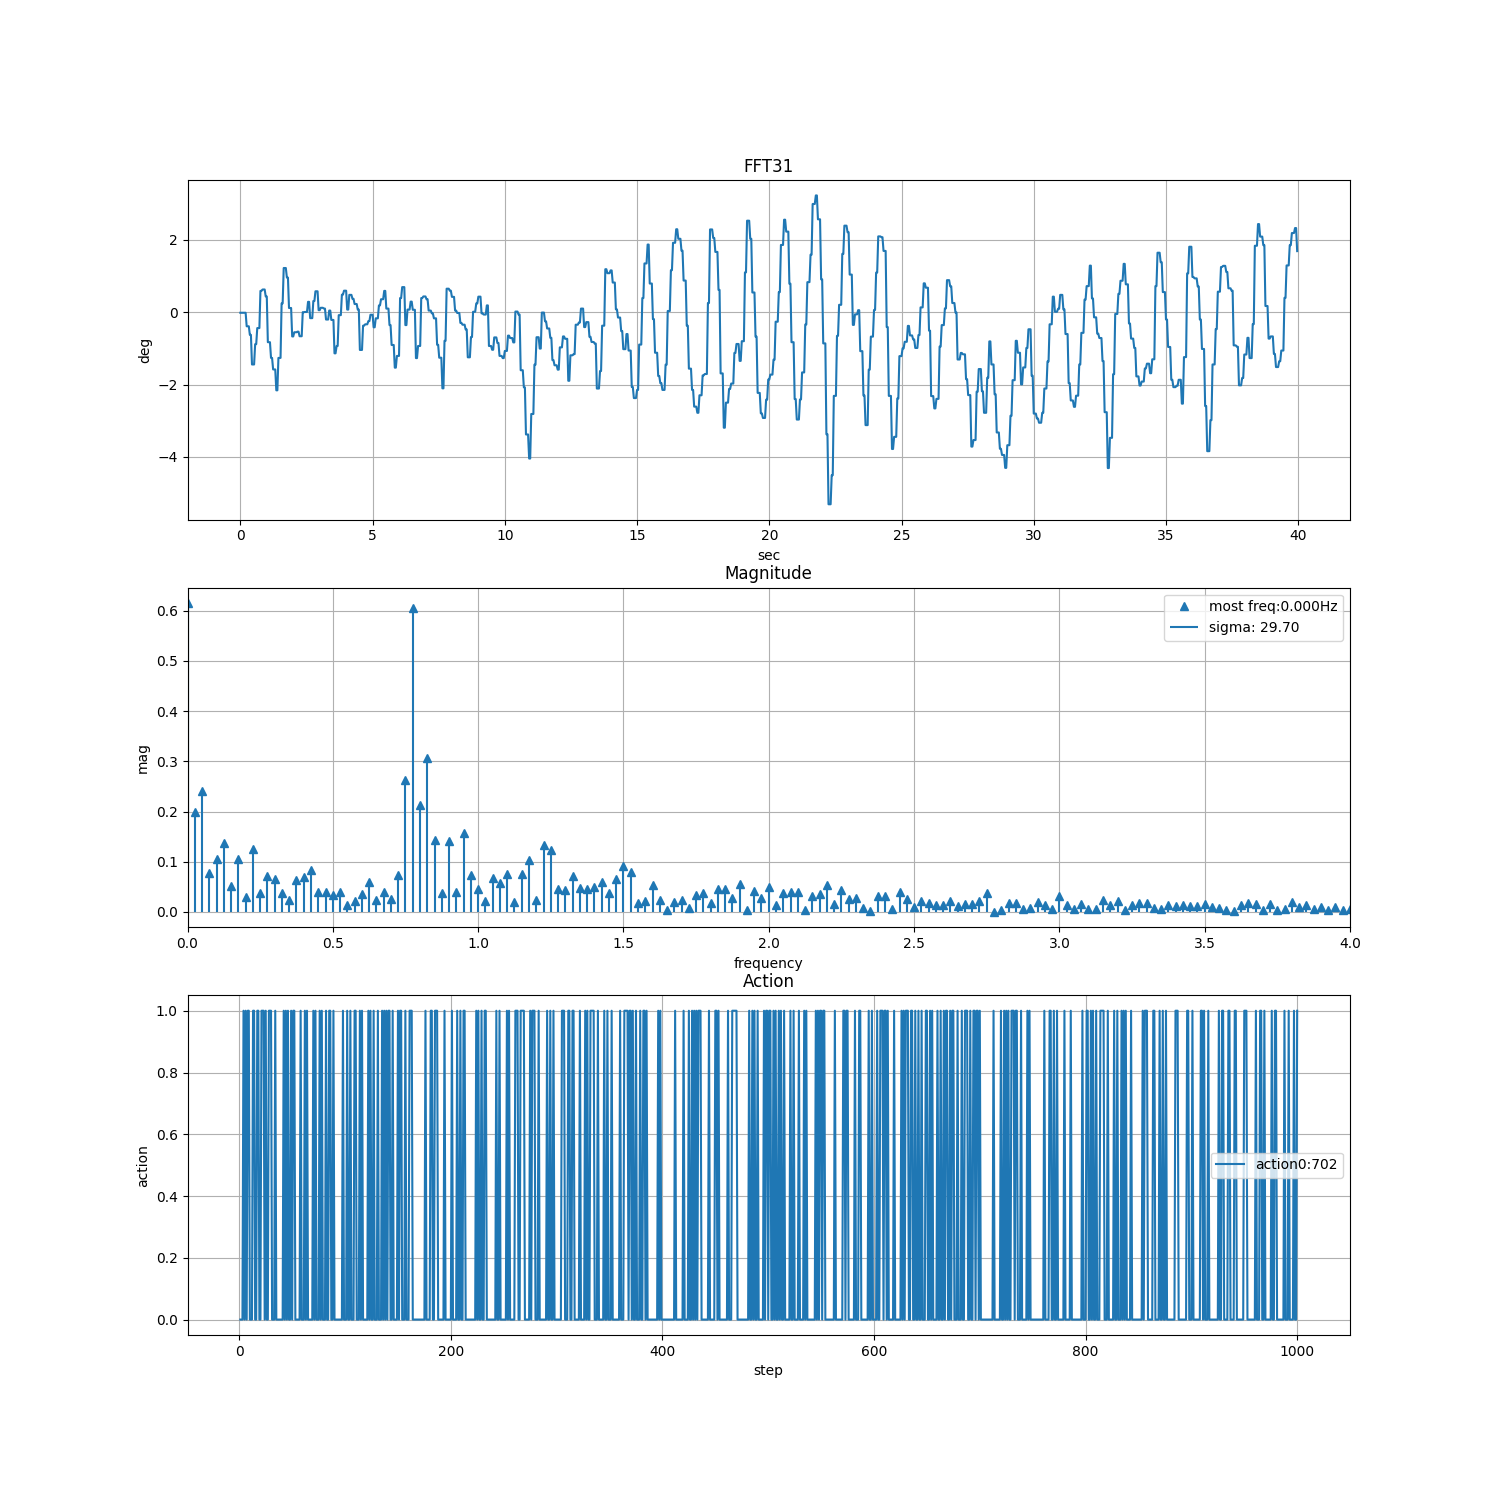 FFT31
2
0
−2
−4
deg
0 5 10 15 20 25 30 35 40
sec
Magnitude
0.6
0.5
0.4
0.3
0.2
0.1
0.0
mag
most freq:0.000Hz
sigma: 29.70
0.0 0.5 1.0 1.5 2.0 2.5 3.0 3.5 4.0
frequency
Action
1.0
0.8
0.6
0.4
0.2
0.0
action
action0:702
0 200 400 600 800 1000
step